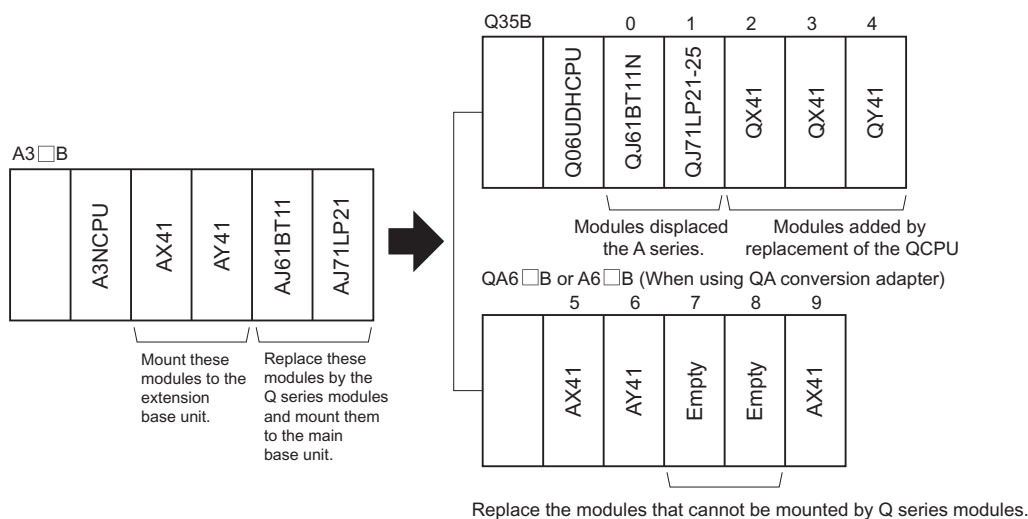 A3□B
A3NCPU
AX41
AY41
AJ61BT11
AJ71LP21
Mount these
modules to the
extension
base unit.
Replace these
modules by the
Q series modules
and mount them
to the main
base unit.
Q35B
0 1 2 3 4
Q06UDHCPU
QJ61BT11N
QJ71LP21-25
QX41
QX41
QY41
Modules displaced
the A series.
Modules added by
replacement of the QCPU
QA6□B or A6□B (When using QA conversion adapter)
5 6 7 8 9
AX41
AY41
Empty
Empty
AX41
Replace the modules that cannot be mounted by Q series modules.